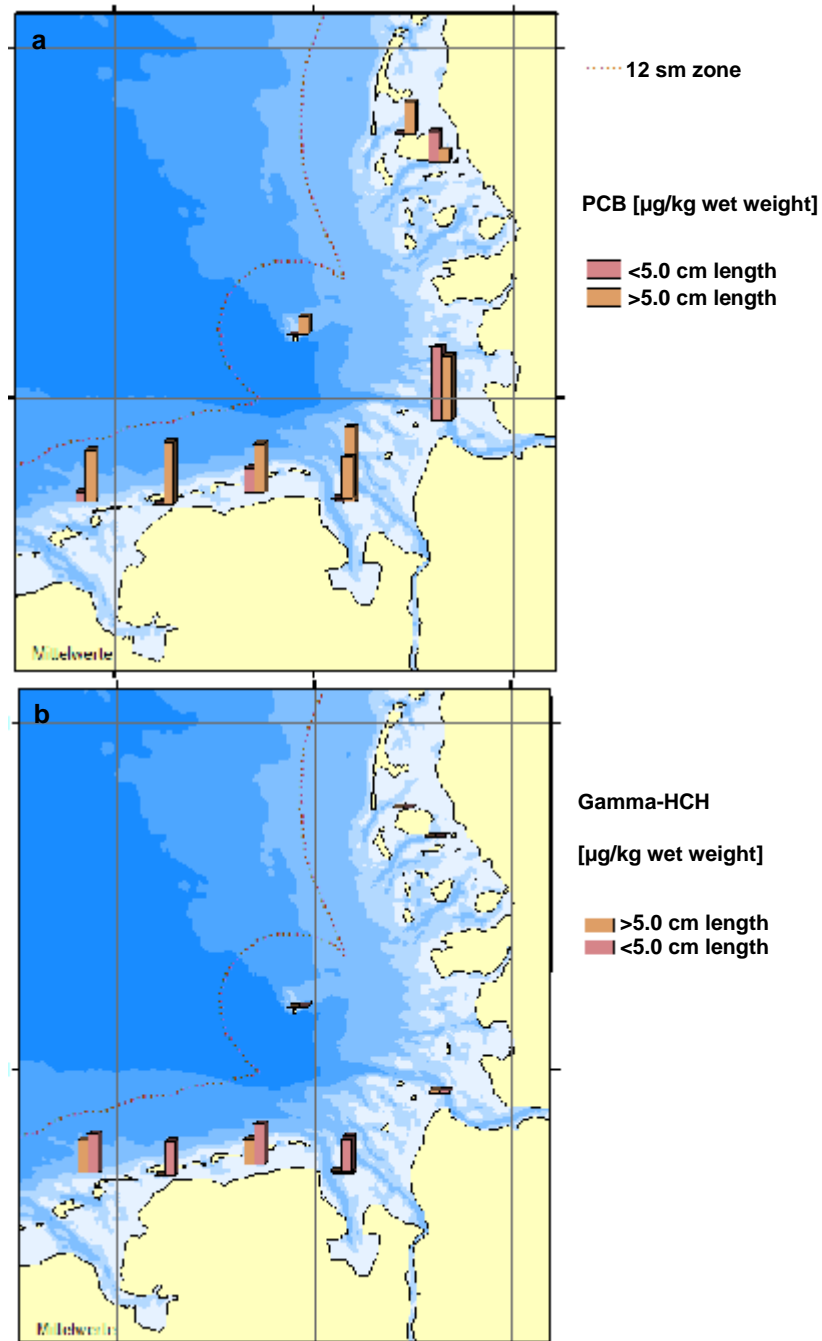 a
12 sm zone
PCB [µg/kg wet weight]
<5.0 cm length
>5.0 cm length
Mittelwerte
b
Gamma-HCH
[µg/kg wet weight]
>5.0 cm length
<5.0 cm length
Mittelwerte